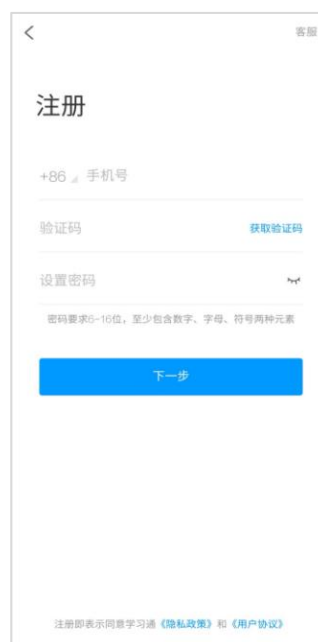 客服
注册
+86 手机号
验证码 获取验证码
设置密码
密码要求6-16位，至少包含数字、字母、符号两种元素
下一步
注册即表示同意学习通《隐私政策》和《用户协议》